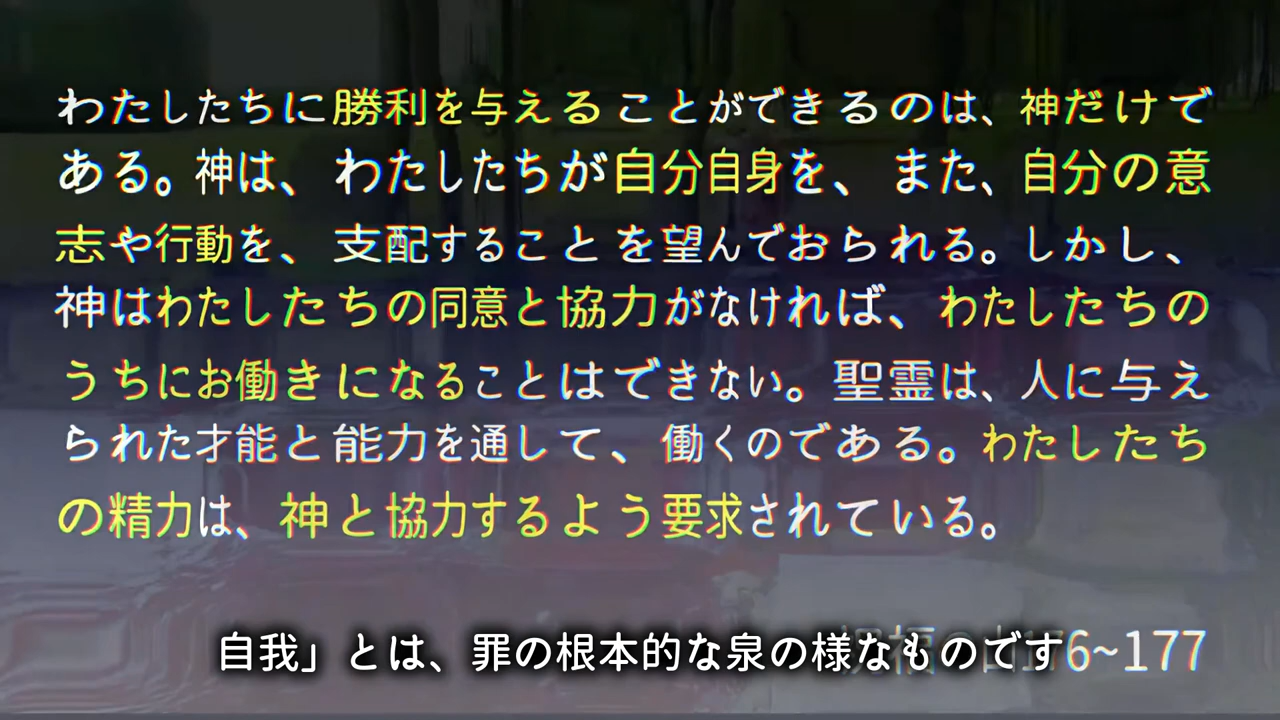 わたしたちに勝利を与えることができるのは、神だけで
ある。神は、わたしたちが自分自身を、また、自分の意
志や行動を、支配することを望んでおられる。しかし、
神はわたしたちの同意と協力がなければ、わたしたちの
うちにお働きになることはできない。聖霊は、人に与え
られた才能と能力を通して、働くのである。わたしたち
の精力は、神と協力するよう要求されている。
自我」とは、罪の根本的な泉の様なものです
6~177